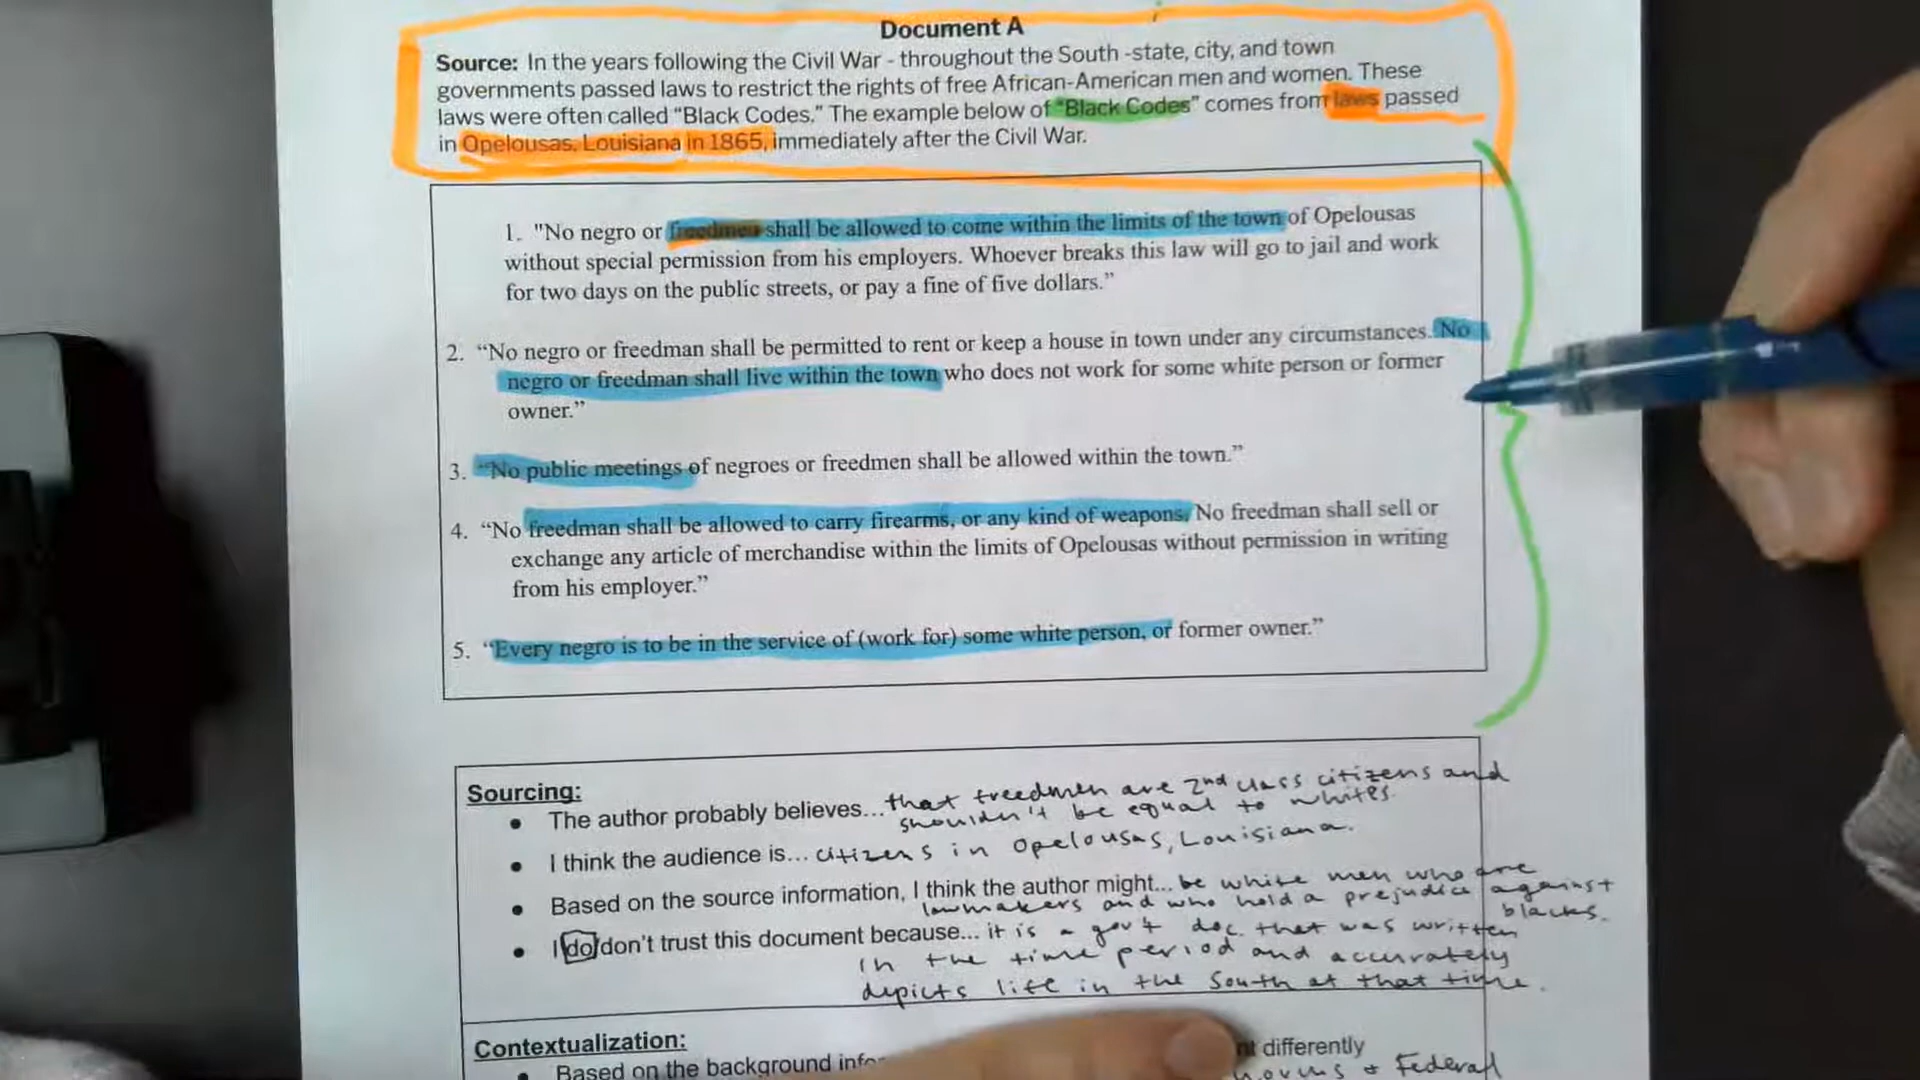 Document A
Source: In the years following the Civil War - throughout the South -state, city, and town
governments passed laws to restrict the rights of free African-American men and women. These
laws were often called “Black Codes.” The example below of “Black Codes” comes from laws passed
in Opelousas, Louisiana in 1865, immediately after the Civil War.
1. "No negro or freedmen shall be allowed to come within the limits of the town of Opelousas
without special permission from his employers. Whoever breaks this law will go to jail and work
for two days on the public streets, or pay a fine of five dollars.”
2. “No negro or freedman shall be permitted to rent or keep a house in town under any circumstances. No
negro or freedman shall live within the town who does not work for some white person or former
owner.”
3. “No public meetings of negroes or freedmen shall be allowed within the town.”
4. “No freedman shall be allowed to carry firearms, or any kind of weapons. No freedman shall sell or
exchange any article of merchandise within the limits of Opelousas without permission in writing
from his employer.”
5. “Every negro is to be in the service of (work for) some white person, or former owner.”
Sourcing:
• The author probably believes... that freedmen are 2nd class citizens and
shouldn't be equal to whites.
• I think the audience is... citizens in Opelousas, Louisiana.
• Based on the source information, I think the author might... be white men who are
lawmakers and who hold a prejudice against
blacks.
• I do/don’t trust this document because... it is a gov't doc. that was written
in the time period and accurately
depicts life in the South at that time.
Contextualization:
differently
• Based on the background
+ Federal